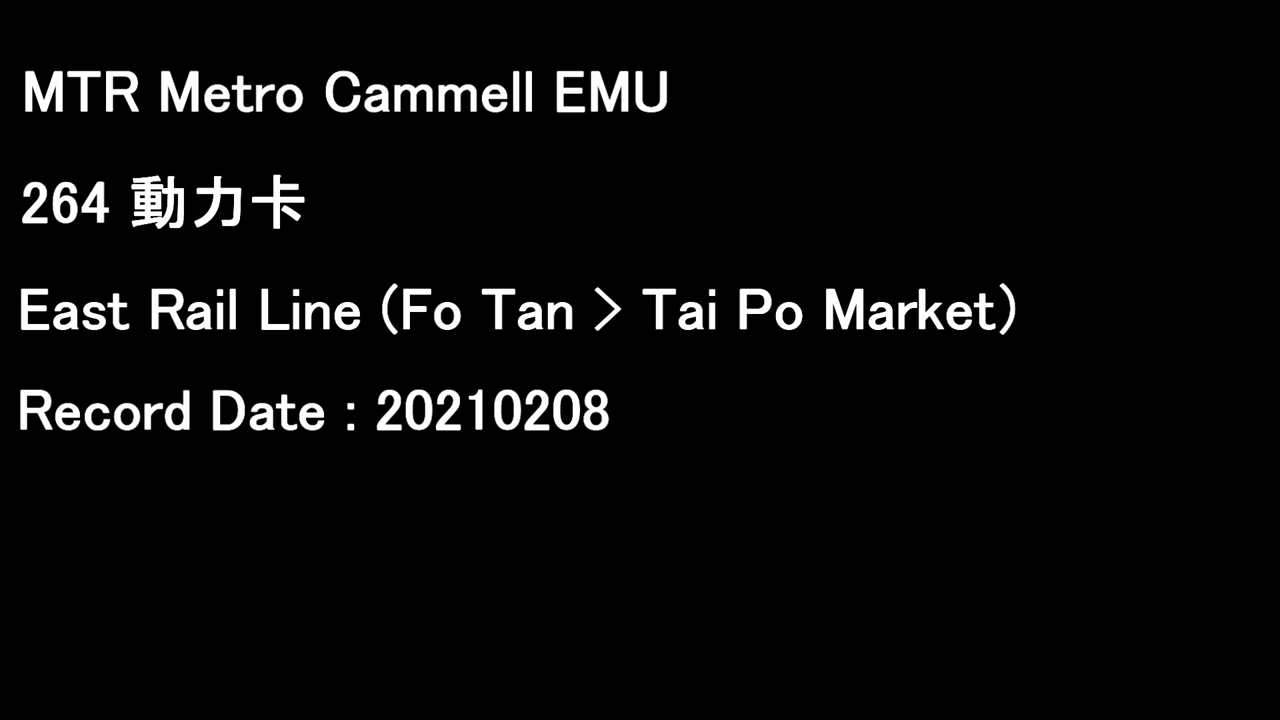 MTR Metro Cammell EMU
264 動力卡
East Rail Line (Fo Tan > Tai Po Market)
Record Date : 20210208